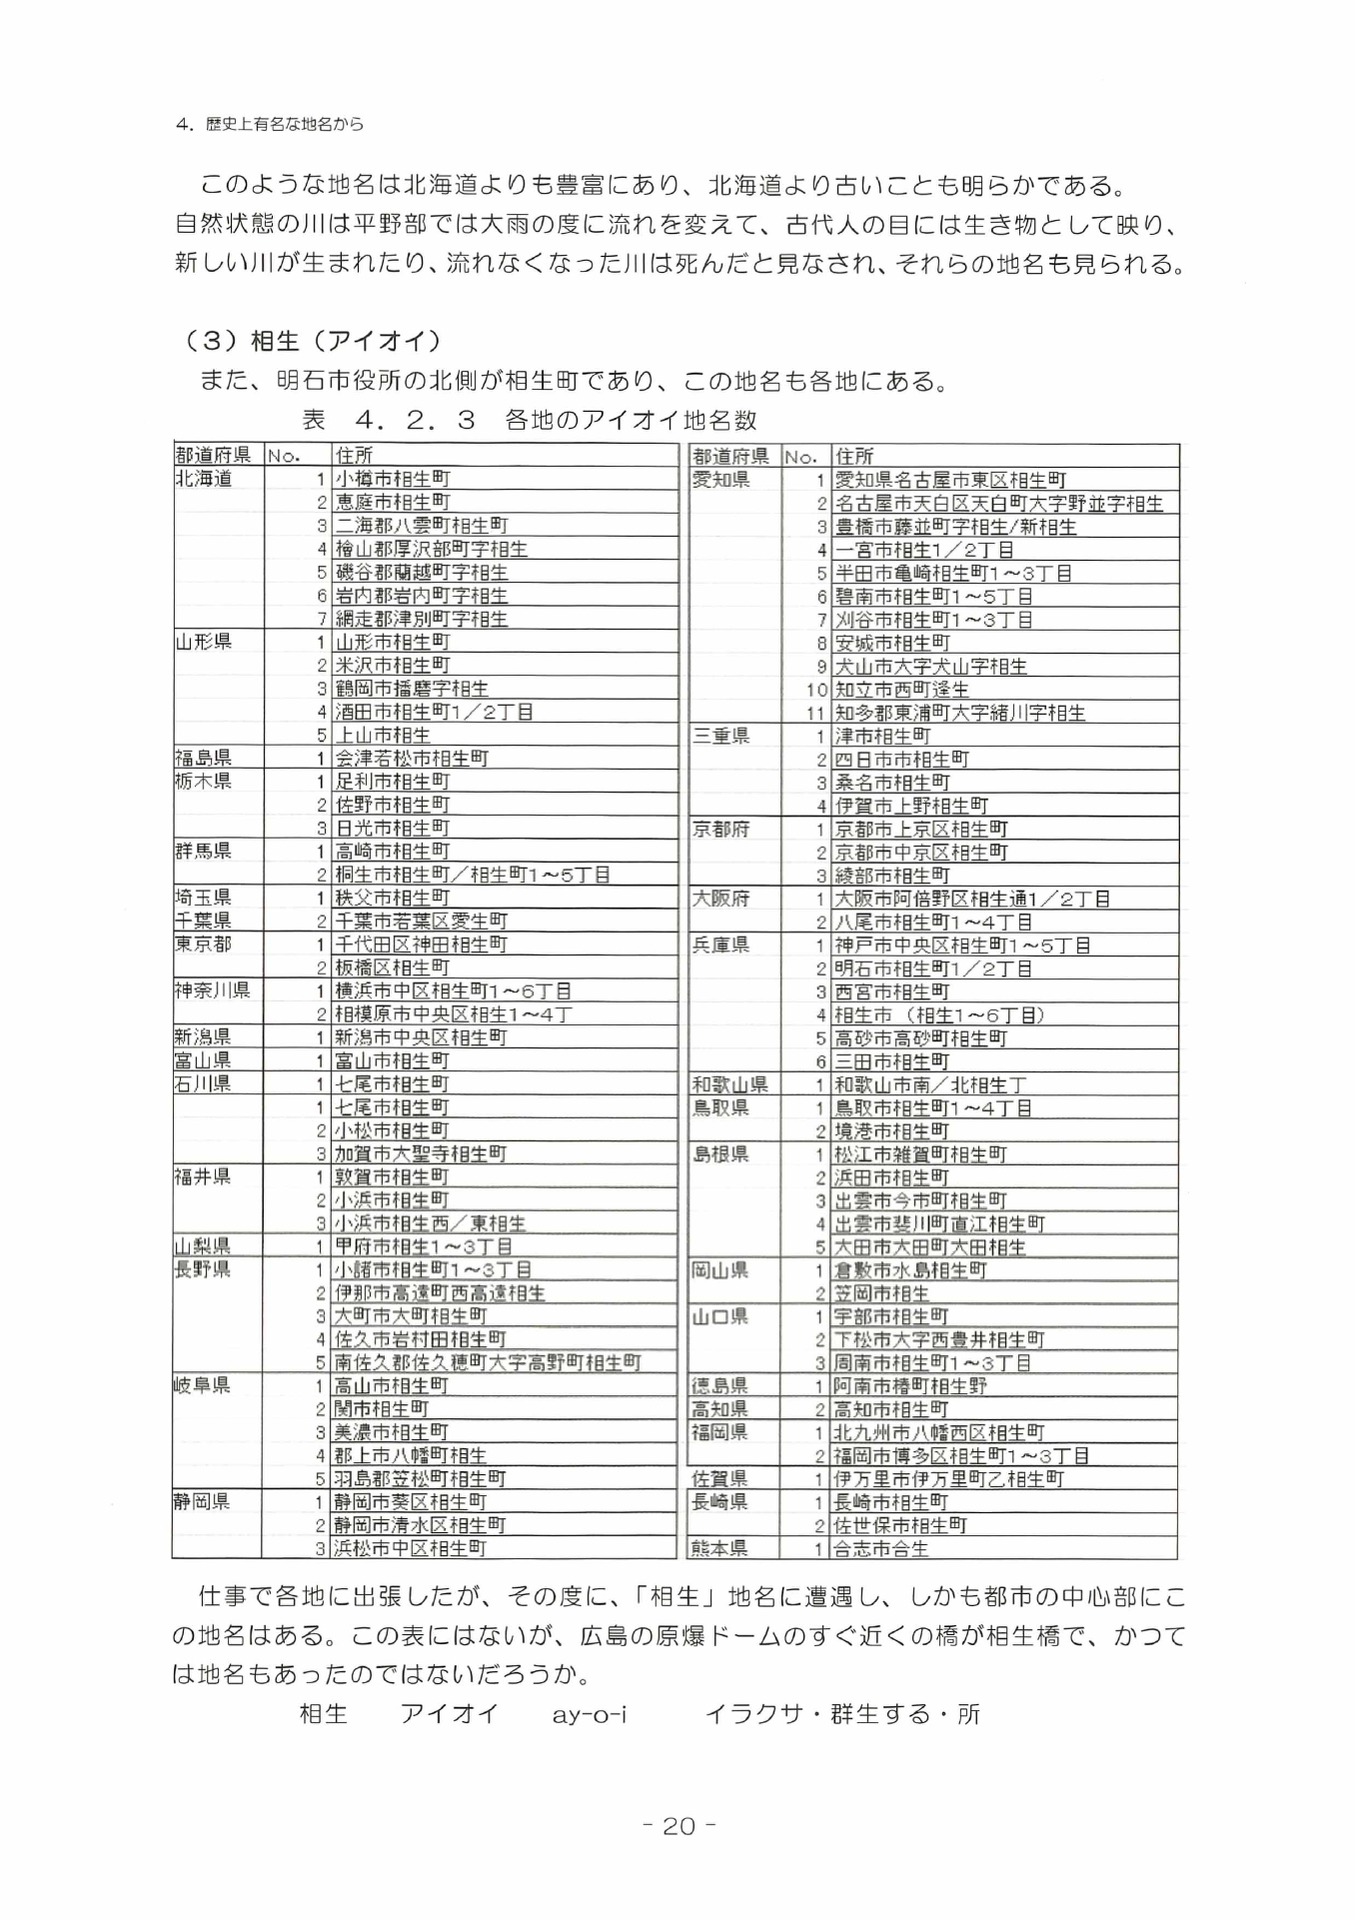 4．歴史上有名な地名から
このような地名は北海道よりも豊富にあり、北海道より古いことも明らかである。
自然状態の川は平野部では大雨の度に流れを変えて、古代人の目には生き物として映り、
新しい川が生まれたり、流れなくなった川は死んだと見なされ、それらの地名も見られる。
（3）相生（アイオイ）
また、明石市役所の北側が相生町であり、この地名も各地にある。
表　4．2．3　各地のアイオイ地名数
都道府県 No. 住所
北海道 1 小樽市相生町
2 恵庭市相生町
3 二海郡八雲町相生町
4 檜山郡厚沢部町字相生
5 磯谷郡蘭越町字相生
6 岩内郡岩内町字相生
7 網走郡津別町字相生
山形県 1 山形市相生町
2 米沢市相生町
3 鶴岡市播磨字相生
4 酒田市相生町1／2丁目
5 上山市相生
福島県 1 会津若松市相生町
栃木県 1 足利市相生町
2 佐野市相生町
3 日光市相生町
群馬県 1 高崎市相生町
2 桐生市相生町／相生町1～5丁目
埼玉県 1 秩父市相生町
千葉県 2 千葉市若葉区愛生町
東京都 1 千代田区神田相生町
2 板橋区相生町
神奈川県 1 横浜市中区相生町1～6丁目
2 相模原市中央区相生1～4丁
新潟県 1 新潟市中央区相生町
富山県 1 富山市相生町
石川県 1 七尾市相生町
1 七尾市相生町
2 小松市相生町
3 加賀市大聖寺相生町
福井県 1 敦賀市相生町
2 小浜市相生町
3 小浜市相生西／東相生
山梨県 1 甲府市相生1～3丁目
長野県 1 小諸市相生町1～3丁目
2 伊那市高遠町西高遠相生
3 大町市大町相生町
4 佐久市岩村田相生町
5 南佐久郡佐久穂町大字高野町相生町
岐阜県 1 高山市相生町
2 関市相生町
3 美濃市相生町
4 郡上市八幡町相生
5 羽島郡笠松町相生町
静岡県 1 静岡市葵区相生町
2 静岡市清水区相生町
3 浜松市中区相生町
都道府県 No. 住所
愛知県 1 愛知県名古屋市東区相生町
2 名古屋市天白区天白町大字野並字相生
3 豊橋市藤並町字相生/新相生
4 一宮市相生1／2丁目
5 半田市亀崎相生町1～3丁目
6 碧南市相生町1～5丁目
7 刈谷市相生町1～3丁目
8 安城市相生町
9 犬山市大字犬山字相生
10 知立市西町逢生
11 知多郡東浦町大字緒川字相生
三重県 1 津市相生町
2 四日市市相生町
3 桑名市相生町
4 伊賀市上野相生町
京都府 1 京都市上京区相生町
2 京都市中京区相生町
3 綾部市相生町
大阪府 1 大阪市阿倍野区相生通1／2丁目
2 八尾市相生町1～4丁目
兵庫県 1 神戸市中央区相生町1～5丁目
2 明石市相生町1／2丁目
3 西宮市相生町
4 相生市（相生1～6丁目）
5 高砂市高砂町相生町
6 三田市相生町
和歌山県 1 和歌山市南／北相生丁
鳥取県 1 鳥取市相生町1～4丁目
2 境港市相生町
島根県 1 松江市雑賀町相生町
2 浜田市相生町
3 出雲市今市町相生町
4 出雲市斐川町直江相生町
5 大田市大田町大田相生
岡山県 1 倉敷市水島相生町
2 笠岡市相生
山口県 1 宇部市相生町
2 下松市大字西豊井相生町
3 周南市相生町1～3丁目
徳島県 1 阿南市椿町相生野
高知県 2 高知市相生町
福岡県 1 北九州市八幡西区相生町
2 福岡市博多区相生町1～3丁目
佐賀県 1 伊万里市伊万里町乙相生町
長崎県 1 長崎市相生町
2 佐世保市相生町
熊本県 1 合志市合生
仕事で各地に出張したが、その度に、「相生」地名に遭遇し、しかも都市の中心部にこ
の地名はある。この表にはないが、広島の原爆ドームのすぐ近くの橋が相生橋で、かつて
は地名もあったのではないだろうか。
相生　アイオイ　ay-o-i　イラクサ・群生する・所
- 20 -